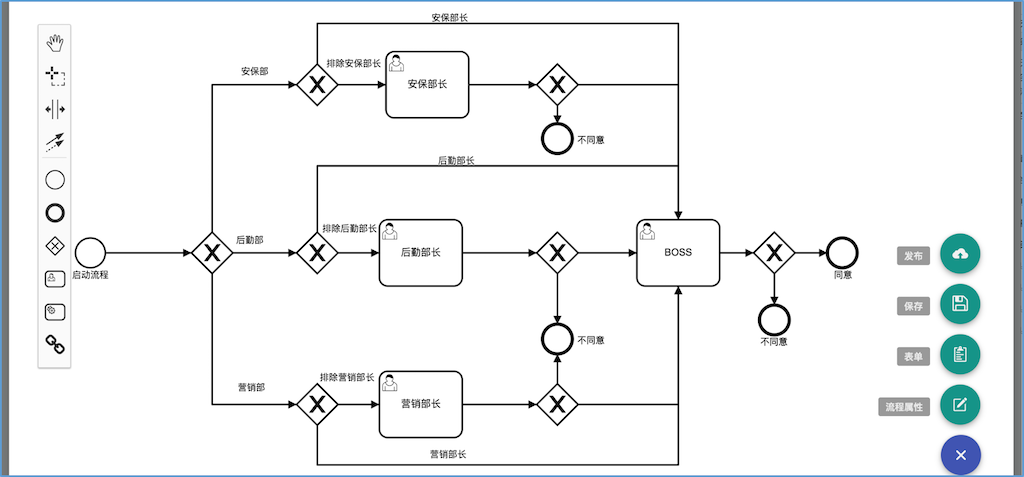 安保部长
安保部
排除安保部长
安保部长
不同意
后勤部长
启动流程
后勤部
排除后勤部长
后勤部长
BOSS
同意
不同意
不同意
营销部
排除营销部长
营销部长
营销部长
发布
保存
表单
流程属性